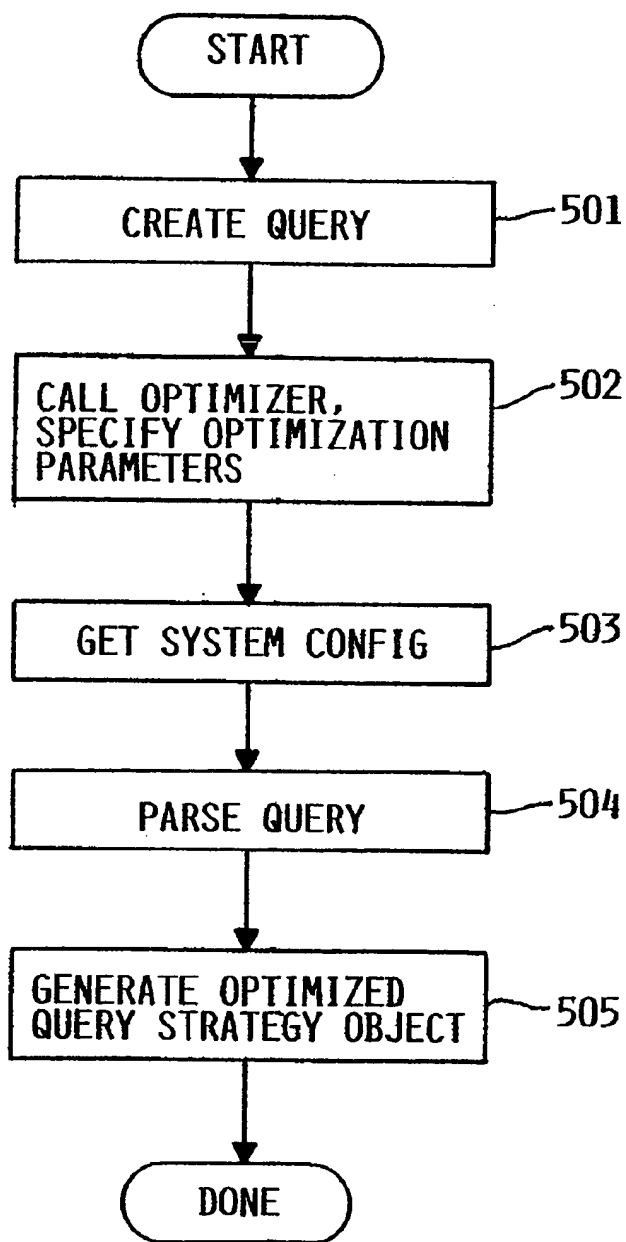 START
CREATE QUERY
501
CALL OPTIMIZER,
SPECIFY OPTIMIZATION
PARAMETERS
502
GET SYSTEM CONFIG
503
PARSE QUERY
504
GENERATE OPTIMIZED
QUERY STRATEGY OBJECT
505
DONE